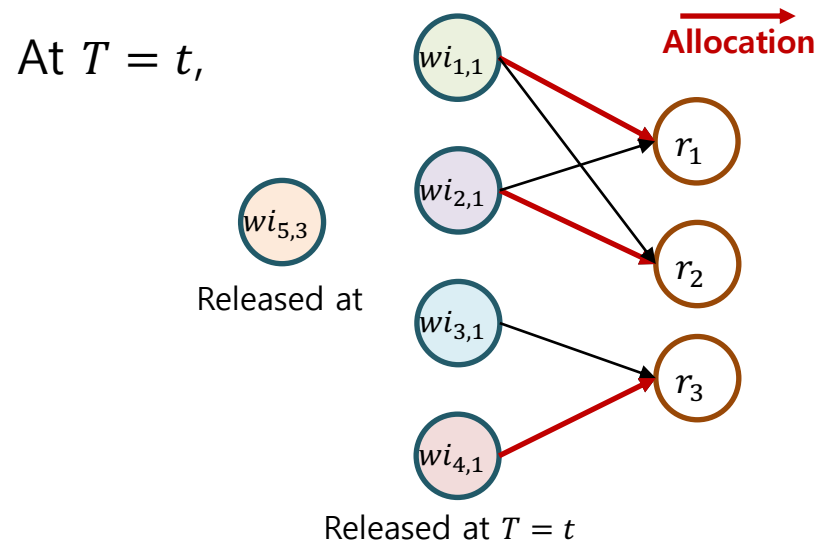 At T = t,
Allocation
wi₁,₁
r₁
wi₂,₁
wi₅,₃
r₂
Released at
wi₃,₁
r₃
wi₄,₁
Released at T = t